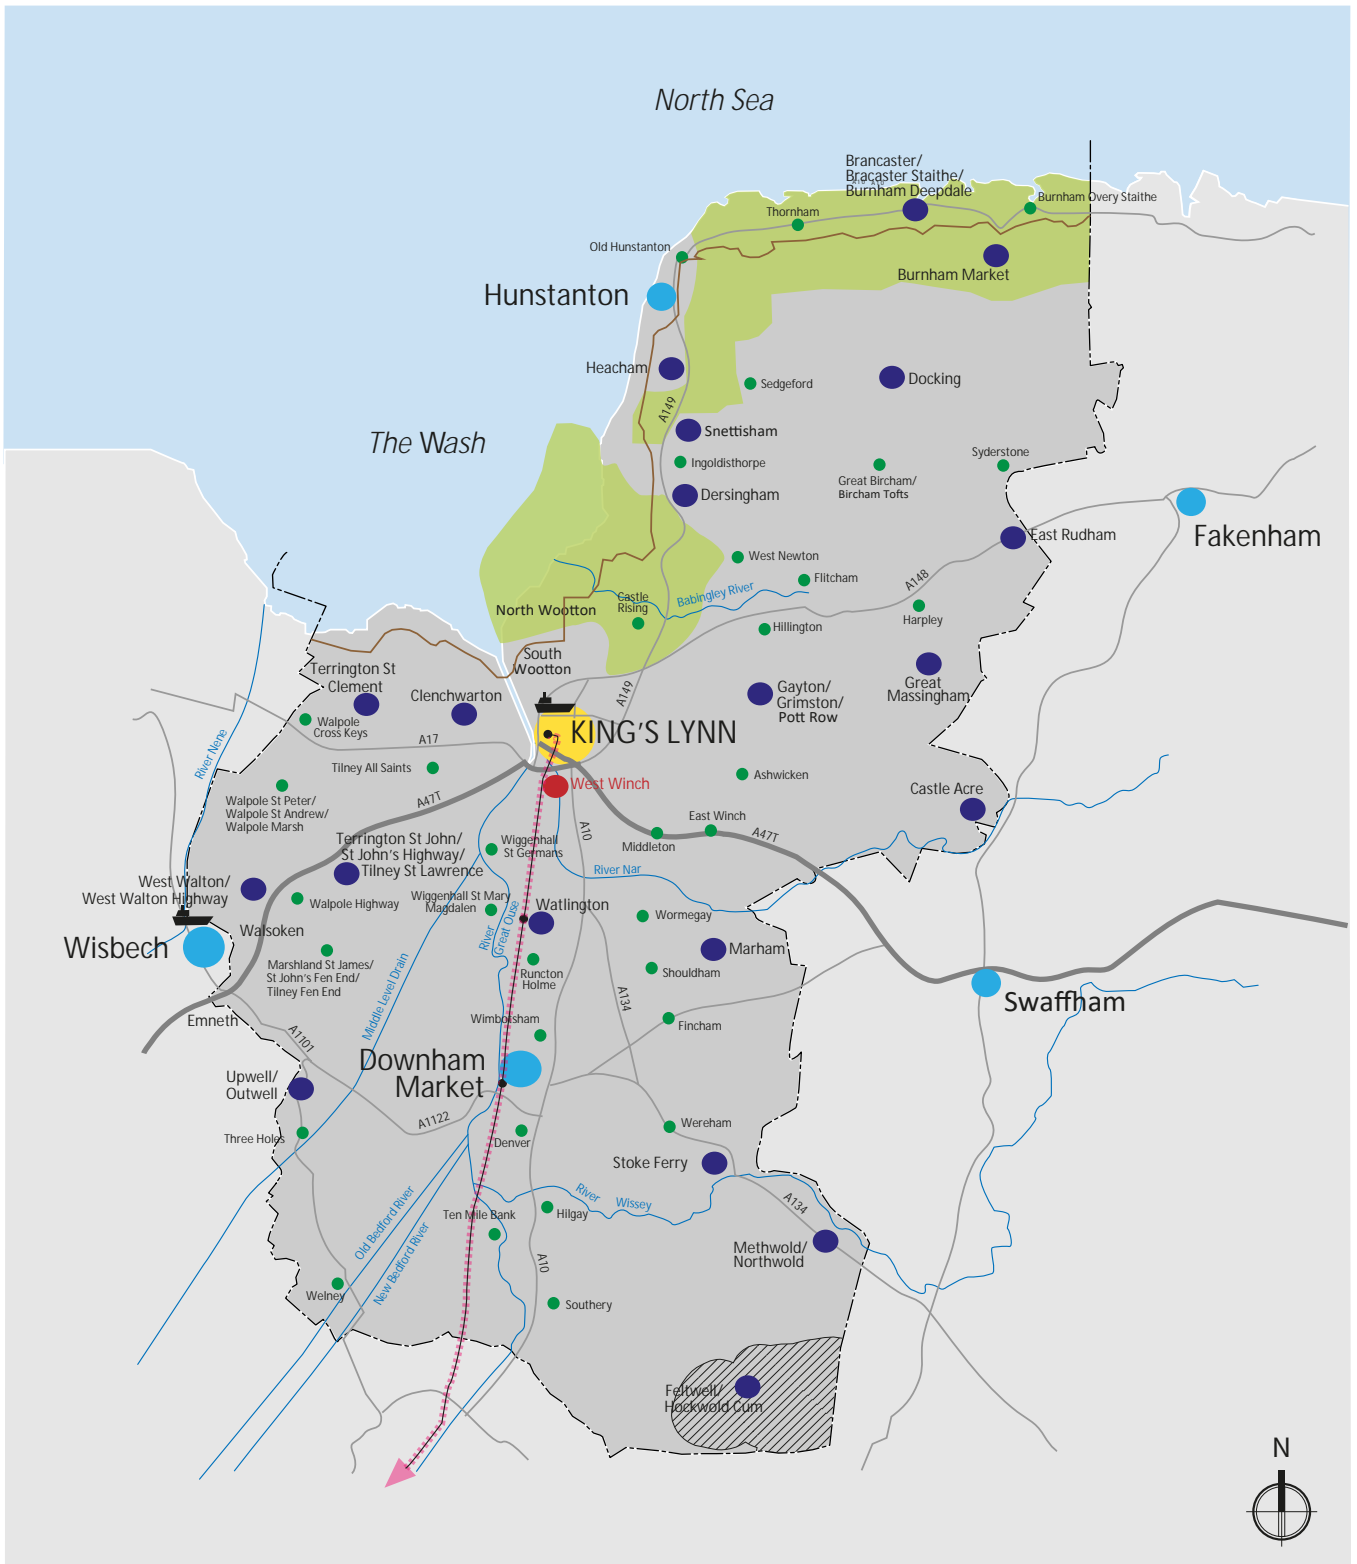 North Sea
Brancaster/
Bracaster Staithe/
Burnham Deepdale
Burnham Overy Staithe
Thornham
Old Hunstanton
Burnham Market
Hunstanton
Heacham
Sedgeford
Docking
A149
Snettisham
The Wash
Ingoldisthorpe
Syderstone
Great Bircham/
Bircham Tofts
Dersingham
East Rudham
Fakenham
West Newton
Flitcham
A148
Babingley River
Castle
Rising
North Wootton
Harpley
Hillington
South
Wootton
Terrington St
Clement
Clenchwarton
A149
Gayton/
Grimston/
Pott Row
Great
Massingham
Walpole
Cross Keys
KING'S LYNN
A17
River Nene
Tilney All Saints
Ashwicken
West Winch
Castle Acre
Walpole St Peter/
Walpole St Andrew/
Walpole Marsh
A47T
East Winch
A10
Middleton
A47T
Terrington St John/
St John's Highway/
Tilney St Lawrence
Wiggenhall
St Germans
River Nar
West Walton/
West Walton Highway
Walpole Highway
Wiggenhall St Mary
Magdalen
Watlington
Wormegay
Walsoken
Wisbech
River
Great Ouse
Marham
Marshland St James/
St John's Fen End/
Tilney Fen End
Middle Level Drain
Runcton
Holme
Shouldham
A134
Swaffham
Emneth
Wimbotsham
Fincham
A1101
Downham
Market
Upwell/
Outwell
A1122
Wereham
Three Holes
Denver
Stoke Ferry
River
Wissey
A134
Old Bedford River
Ten Mile Bank
Hilgay
New Bedford River
Methwold/
Northwold
A10
Welney
Southery
Feltwell/
Hockwold Cum
N